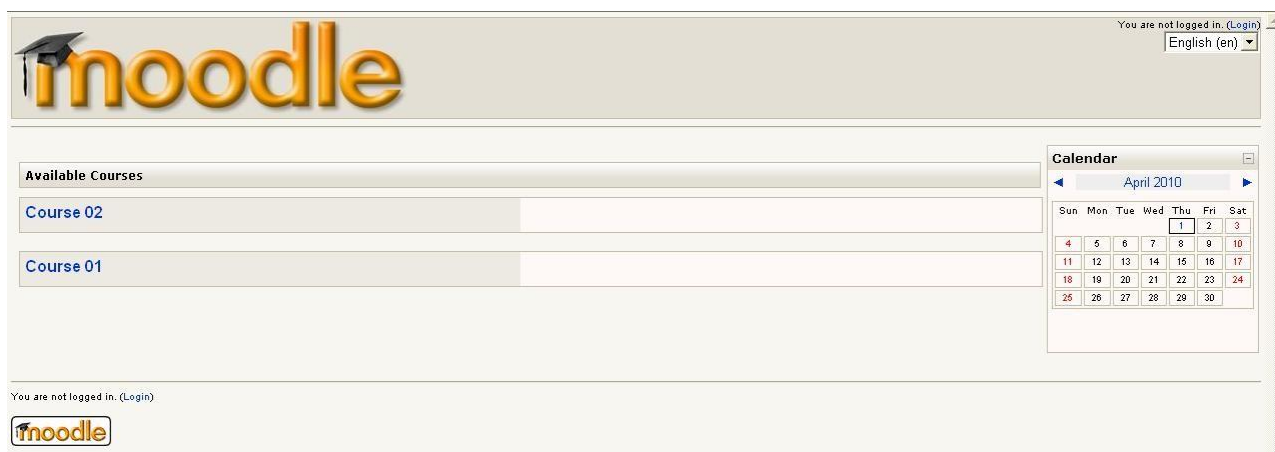 moodle
You are not logged in. (Login)
English (en)
Available Courses
Course 02
Course 01
Calendar
April 2010
Sun Mon Tue Wed Thu Fri Sat
1 2 3
4 5 6 7 8 9 10
11 12 13 14 15 16 17
18 19 20 21 22 23 24
25 26 27 28 29 30
You are not logged in. (Login)
moodle